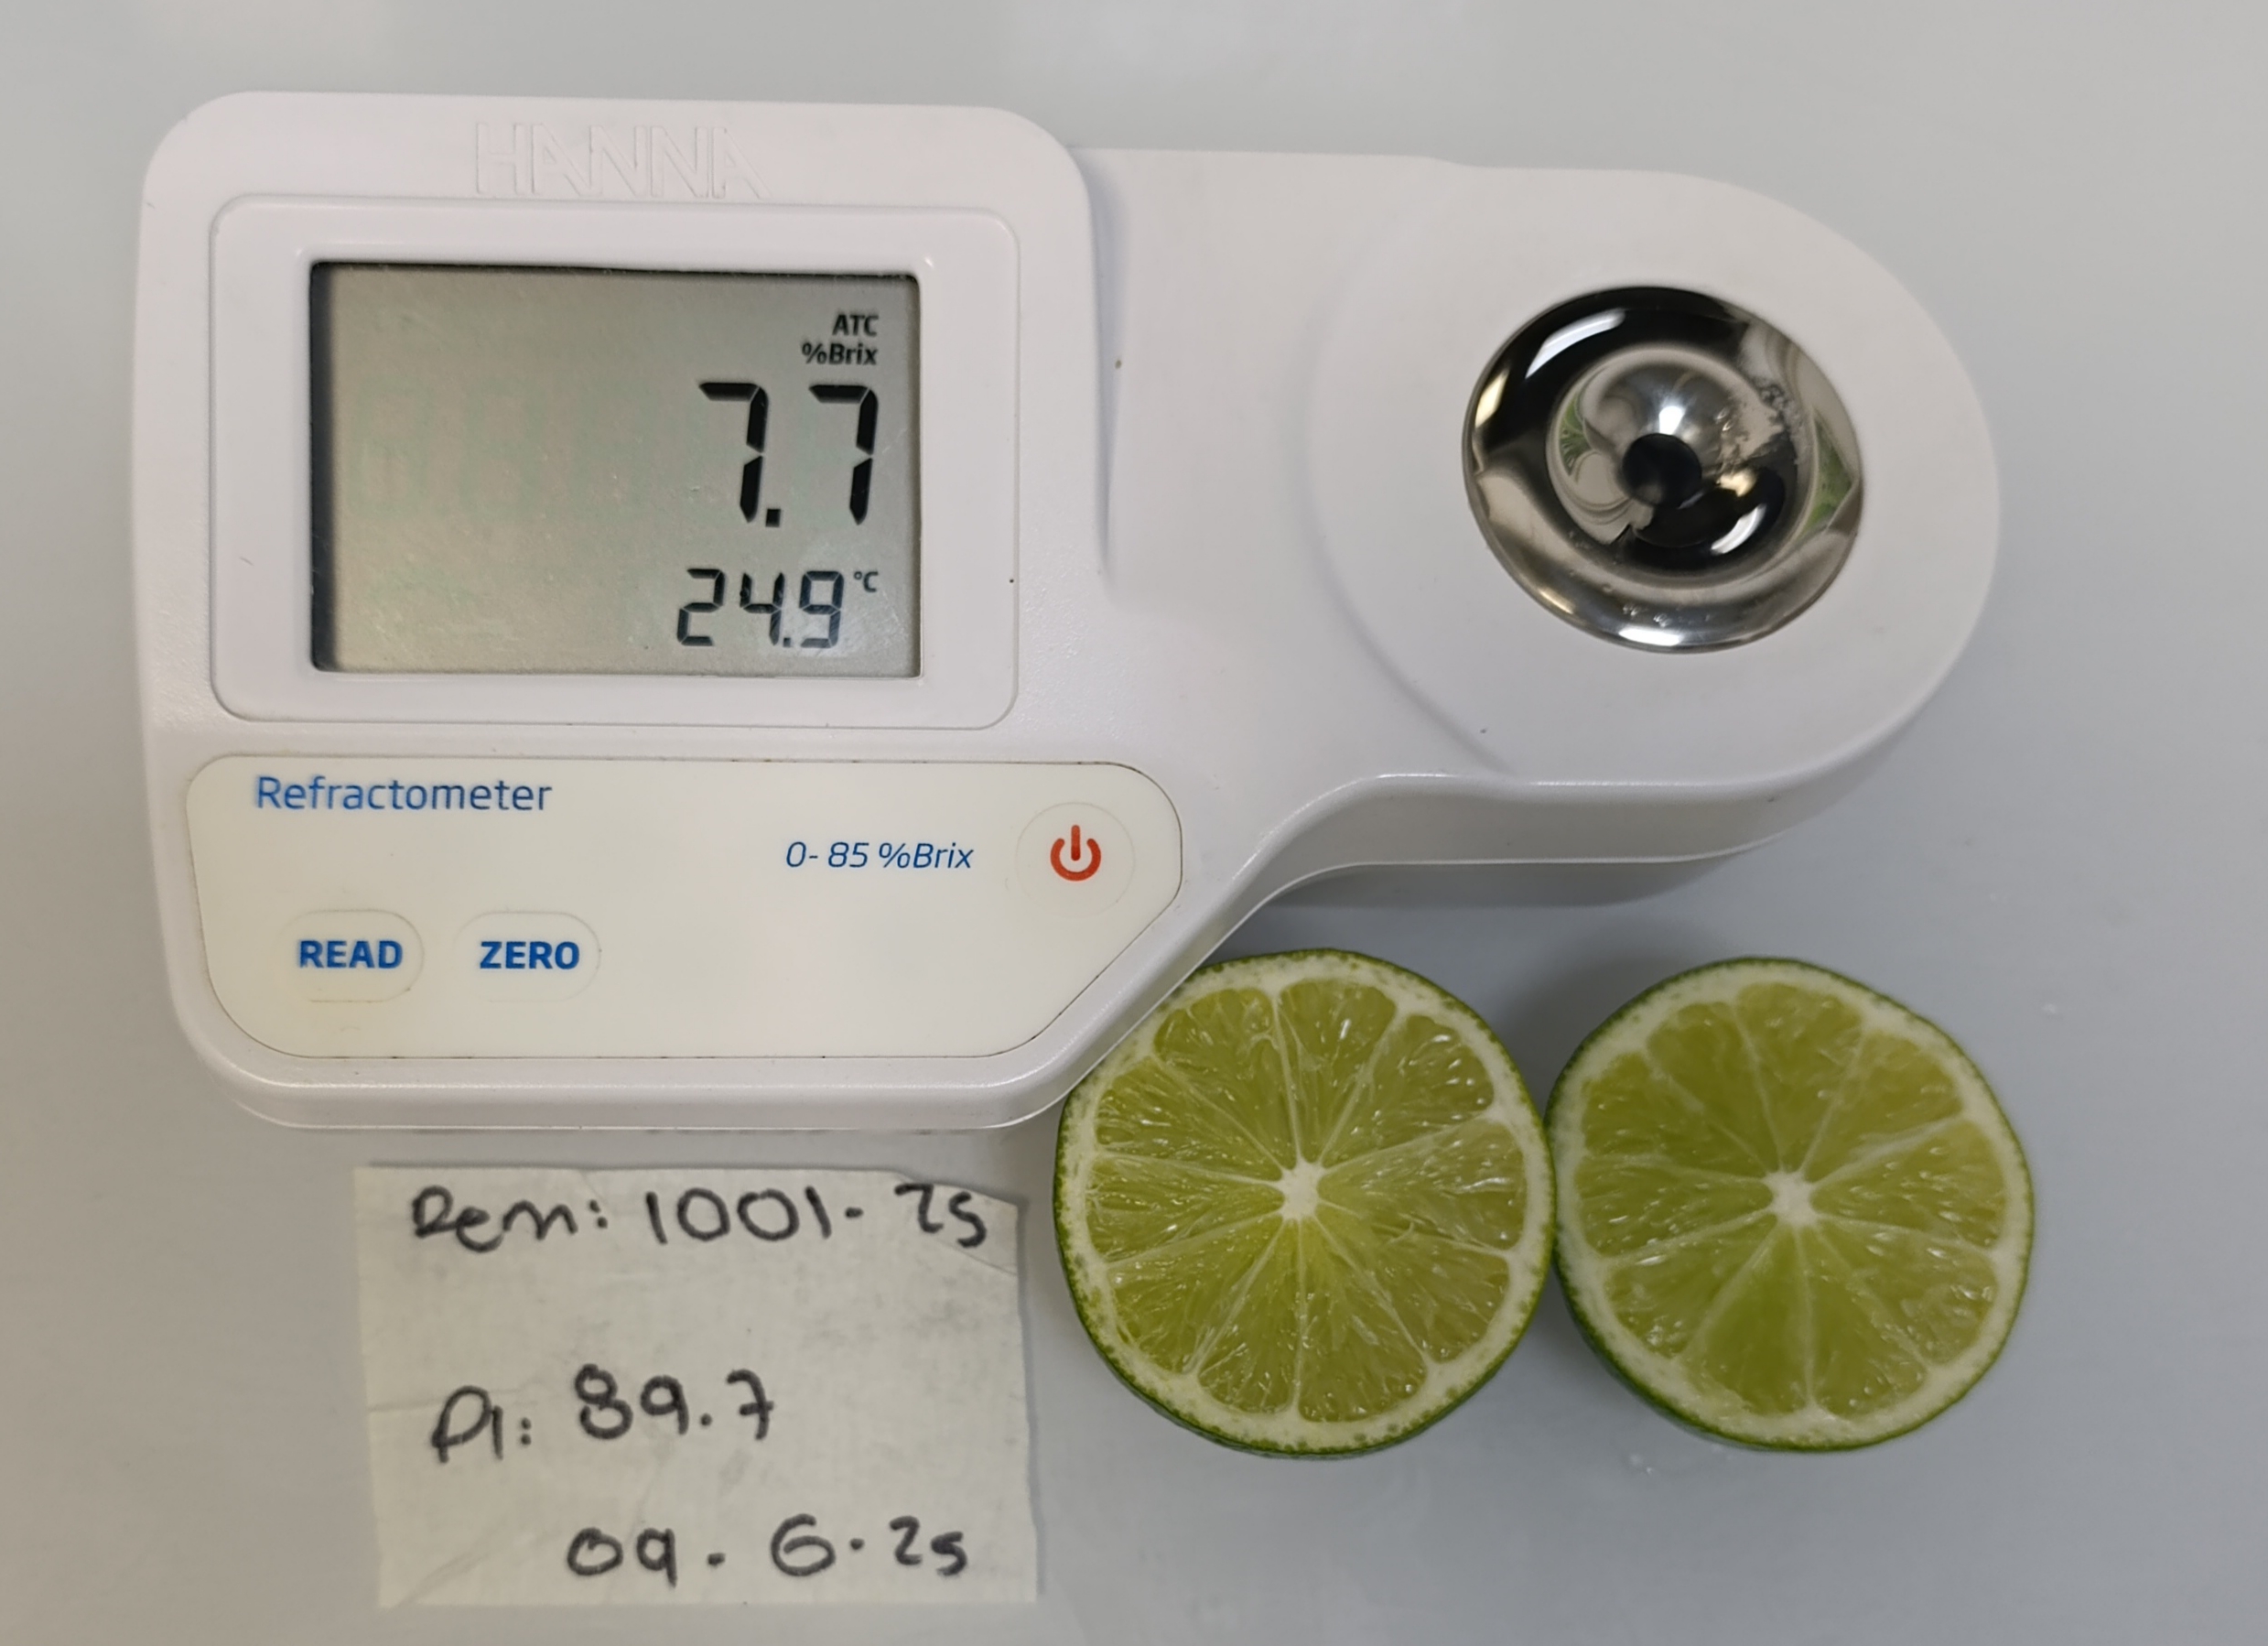 HANNA
ATC
%Brix
7.7
24.9 °C
Refractometer
0-85 %Brix
READ ZERO
Rem: 1001-25
PI: 89.7
09.6.25